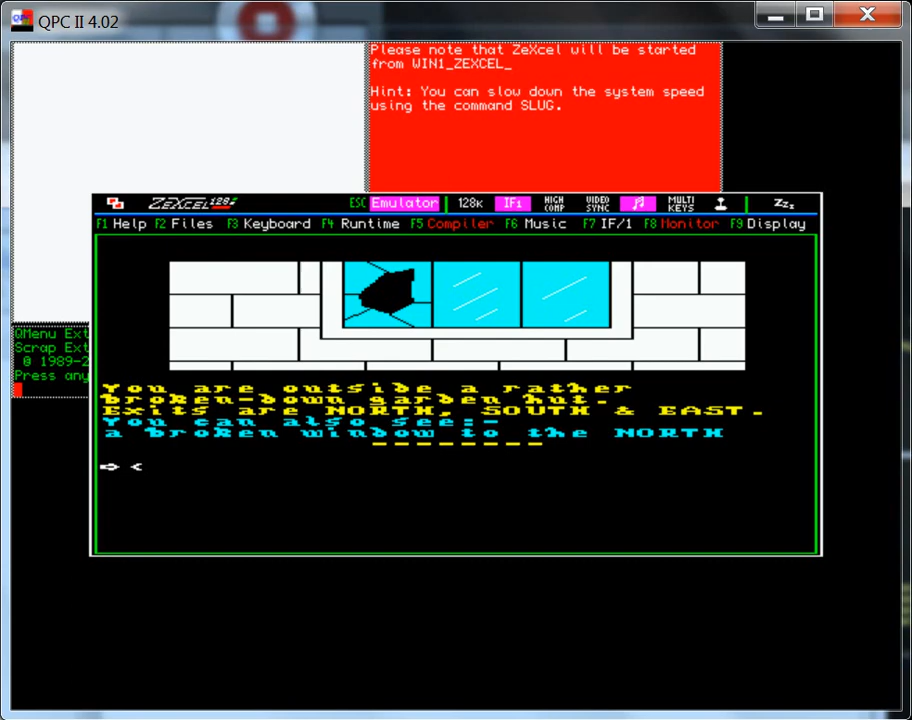 QPC II 4.02
Please note that ZeXcel will be started
from WIN1_ZEXCEL_
Hint: You can slow down the system speed
using the command SLUG.
ZEXCEL128 ESC Emulator 128K IF1 HIGH COMP VIDEO SYNC MULTI KEYS Zzz
F1 Help F2 Files F3 Keyboard F4 Runtime F5 Compiler F6 Music F7 IF/1 F8 Monitor F9 Display
QMenu Ext
Scrap Ext
@ 1989-2
Press any
You are outside a rather
broken-down garden hut.
Exits are NORTH, SOUTH & EAST.
You can also see:-
a broken window to the NORTH
---------
=> <